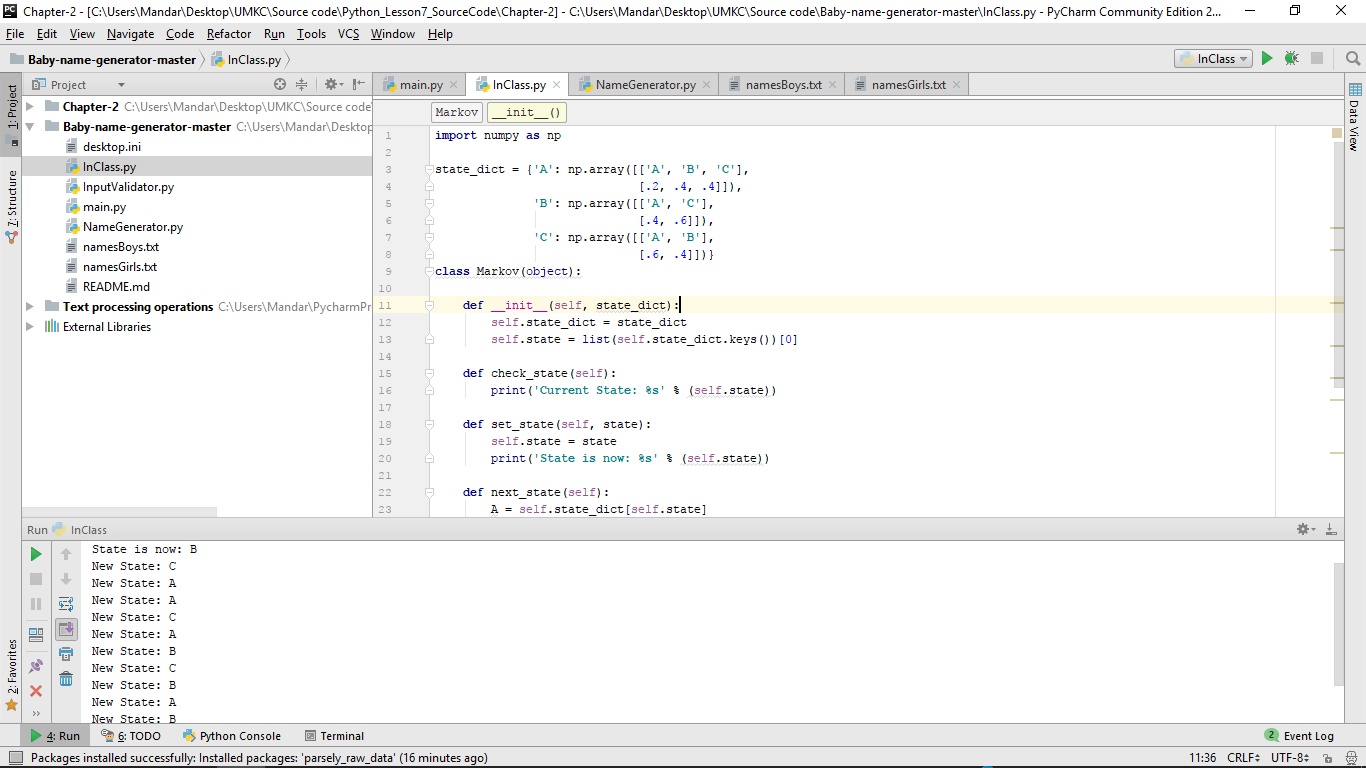 Chapter-2 - [C:\Users\Mandar\Desktop\UMKC\Source code\Python_Lesson7_SourceCode\Chapter-2] - C:\Users\Mandar\Desktop\UMKC\Source code\Baby-name-generator-master\InClass.py - PyCharm Community Edition 2...
File Edit View Navigate Code Refactor Run Tools VCS Window Help
Baby-name-generator-master InClass.py InClass
Project main.py InClass.py NameGenerator.py namesBoys.txt namesGirls.txt
1: Project
7: Structure
2: Favorites
Data View
Chapter-2 C:\Users\Mandar\Desktop\UMKC\Source code
Baby-name-generator-master C:\Users\Mandar\Desktop
desktop.ini
InClass.py
InputValidator.py
main.py
NameGenerator.py
namesBoys.txt
namesGirls.txt
README.md
Text processing operations C:\Users\Mandar\PycharmPr
External Libraries
Markov __init__()
1 import numpy as np
2
3 state_dict = {'A': np.array([['A', 'B', 'C'],
4 [.2, .4, .4]]),
5 'B': np.array([['A', 'C'],
6 [.4, .6]]),
7 'C': np.array([['A', 'B'],
8 [.6, .4]])}
9 class Markov(object):
10
11 def __init__(self, state_dict):
12 self.state_dict = state_dict
13 self.state = list(self.state_dict.keys())[0]
14
15 def check_state(self):
16 print('Current State: %s' % (self.state))
17
18 def set_state(self, state):
19 self.state = state
20 print('State is now: %s' % (self.state))
21
22 def next_state(self):
23 A = self.state_dict[self.state]
Run InClass
State is now: B
New State: C
New State: A
New State: A
New State: C
New State: A
New State: B
New State: C
New State: B
New State: A
New State: B
4: Run 6: TODO Python Console Terminal 2 Event Log
Packages installed successfully: Installed packages: 'parsely_raw_data' (16 minutes ago) 11:36 CRLF UTF-8